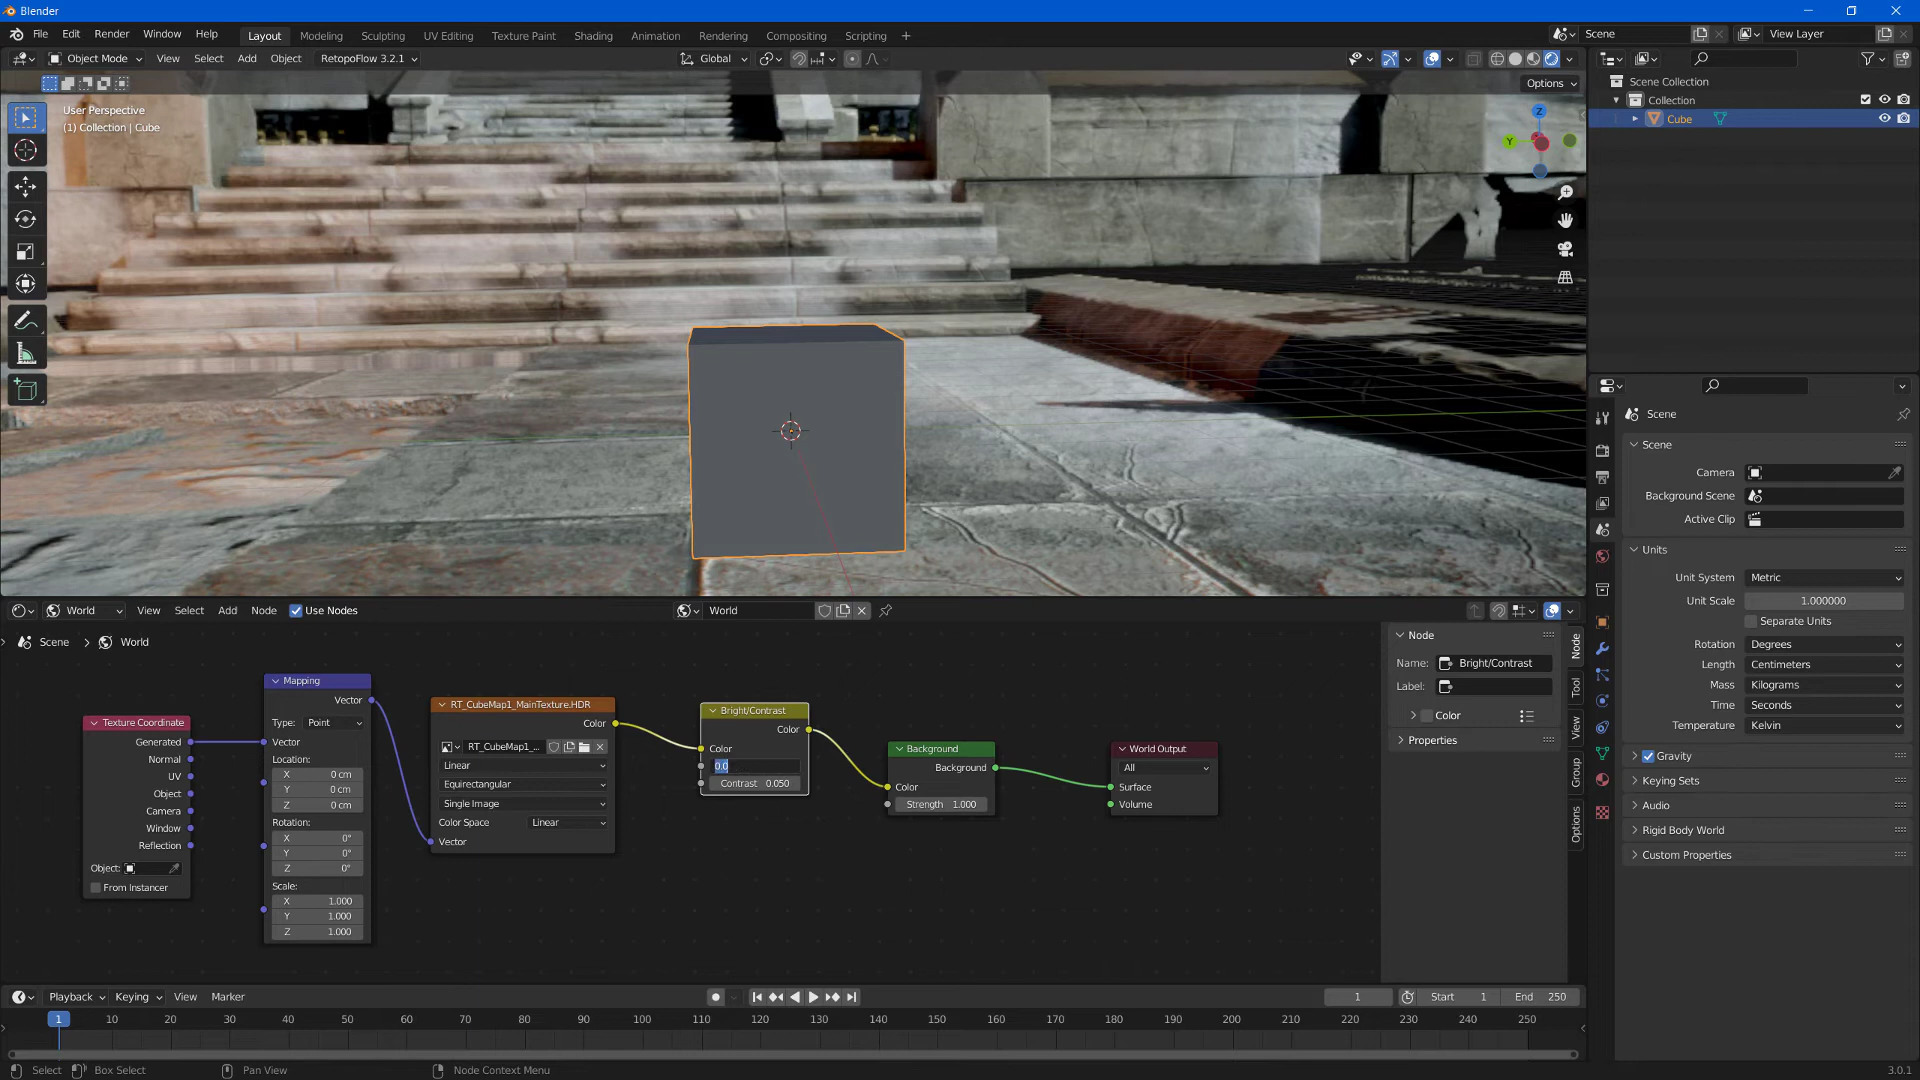 Blender
File Edit Render Window Help Layout Modeling Sculpting UV Editing Texture Paint Shading Animation Rendering Compositing Scripting + Scene View Layer
Object Mode View Select Add Object RetopoFlow 3.2.1 Global
Options
User Perspective
(1) Collection | Cube
Z
Y
Scene Collection
Collection
Cube
Scene
Scene
Camera
Background Scene
Active Clip
Units
Unit System Metric
Unit Scale 1.000000
Separate Units
Rotation Degrees
Length Centimeters
Mass Kilograms
Time Seconds
Temperature Kelvin
Gravity
Keying Sets
Audio
Rigid Body World
Custom Properties
World View Select Add Node Use Nodes World
Scene > World
Texture Coordinate
Generated
Normal
UV
Object
Camera
Window
Reflection
Object:
From Instancer
Mapping
Vector
Type: Point
Vector
Location:
X 0 cm
Y 0 cm
Z 0 cm
Rotation:
X 0°
Y 0°
Z 0°
Scale:
X 1.000
Y 1.000
Z 1.000
RT_CubeMap1_MainTexture.HDR
Color
RT_CubeMap1_...
Linear
Equirectangular
Single Image
Color Space Linear
Vector
Bright/Contrast
Color
Color
0.0
Contrast 0.050
Background
Background
Color
Strength 1.000
World Output
All
Surface
Volume
Node
Name: Bright/Contrast
Label:
Color
Properties
Node
Tool
View
Group
Options
Playback Keying View Marker 1 Start 1 End 250
1 10 20 30 40 50 60 70 80 90 100 110 120 130 140 150 160 170 180 190 200 210 220 230 240 250
Select Box Select Pan View Node Context Menu 3.0.1